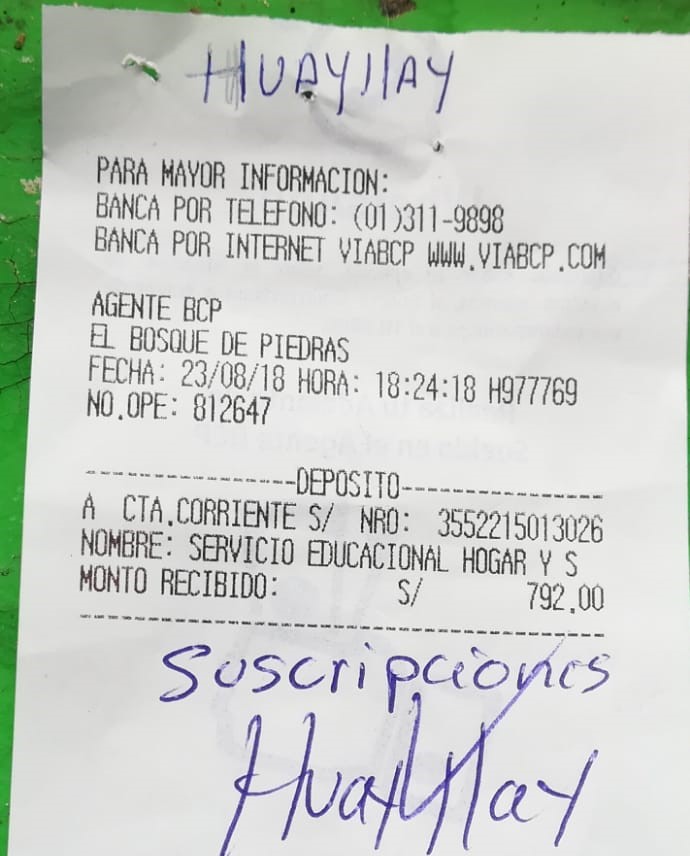 HUAYllAY
PARA MAYOR INFORMACION:
BANCA POR TELEFONO: (01)311-9898
BANCA POR INTERNET VIABCP WWW.VIABCP.COM
AGENTE BCP
EL BOSQUE DE PIEDRAS
FECHA: 23/08/18 HORA: 18:24:18 H977769
NO.OPE: 812647
--------------------DEPOSITO--------------------
A CTA.CORRIENTE S/ NRO: 3552215013026
NOMBRE: SERVICIO EDUCACIONAL HOGAR Y S
MONTO RECIBIDO: S/ 792.00
Suscripciones
Huayllay